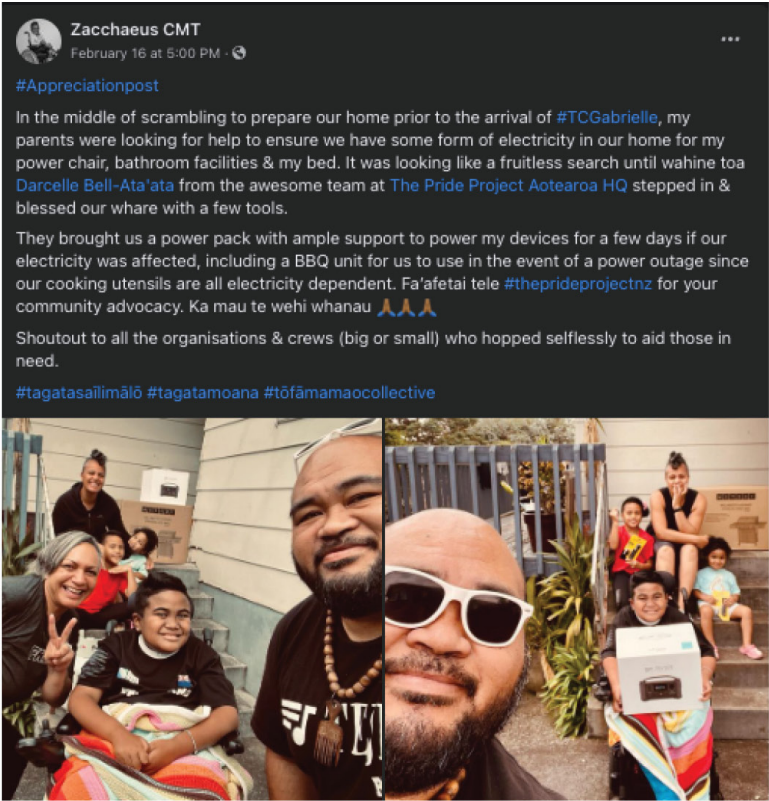 Zacchaeus CMT
February 16 at 5:00 PM ·
#Appreciationpost
In the middle of scrambling to prepare our home prior to the arrival of #TCGabrielle, my
parents were looking for help to ensure we have some form of electricity in our home for my
power chair, bathroom facilities & my bed. It was looking like a fruitless search until wahine toa
Darcelle Bell-Ata'ata from the awesome team at The Pride Project Aotearoa HQ stepped in &
blessed our whare with a few tools.
They brought us a power pack with ample support to power my devices for a few days if our
electricity was affected, including a BBQ unit for us to use in the event of a power outage since
our cooking utensils are all electricity dependent. Fa'afetai tele #theprideprojectnz for your
community advocacy. Ka mau te wehi whanau 🙏🏾🙏🏾🙏🏾
Shoutout to all the organisations & crews (big or small) who hopped selflessly to aid those in
need.
#tagatasaīlimālō #tagatamoana #tōfāmamaocollective